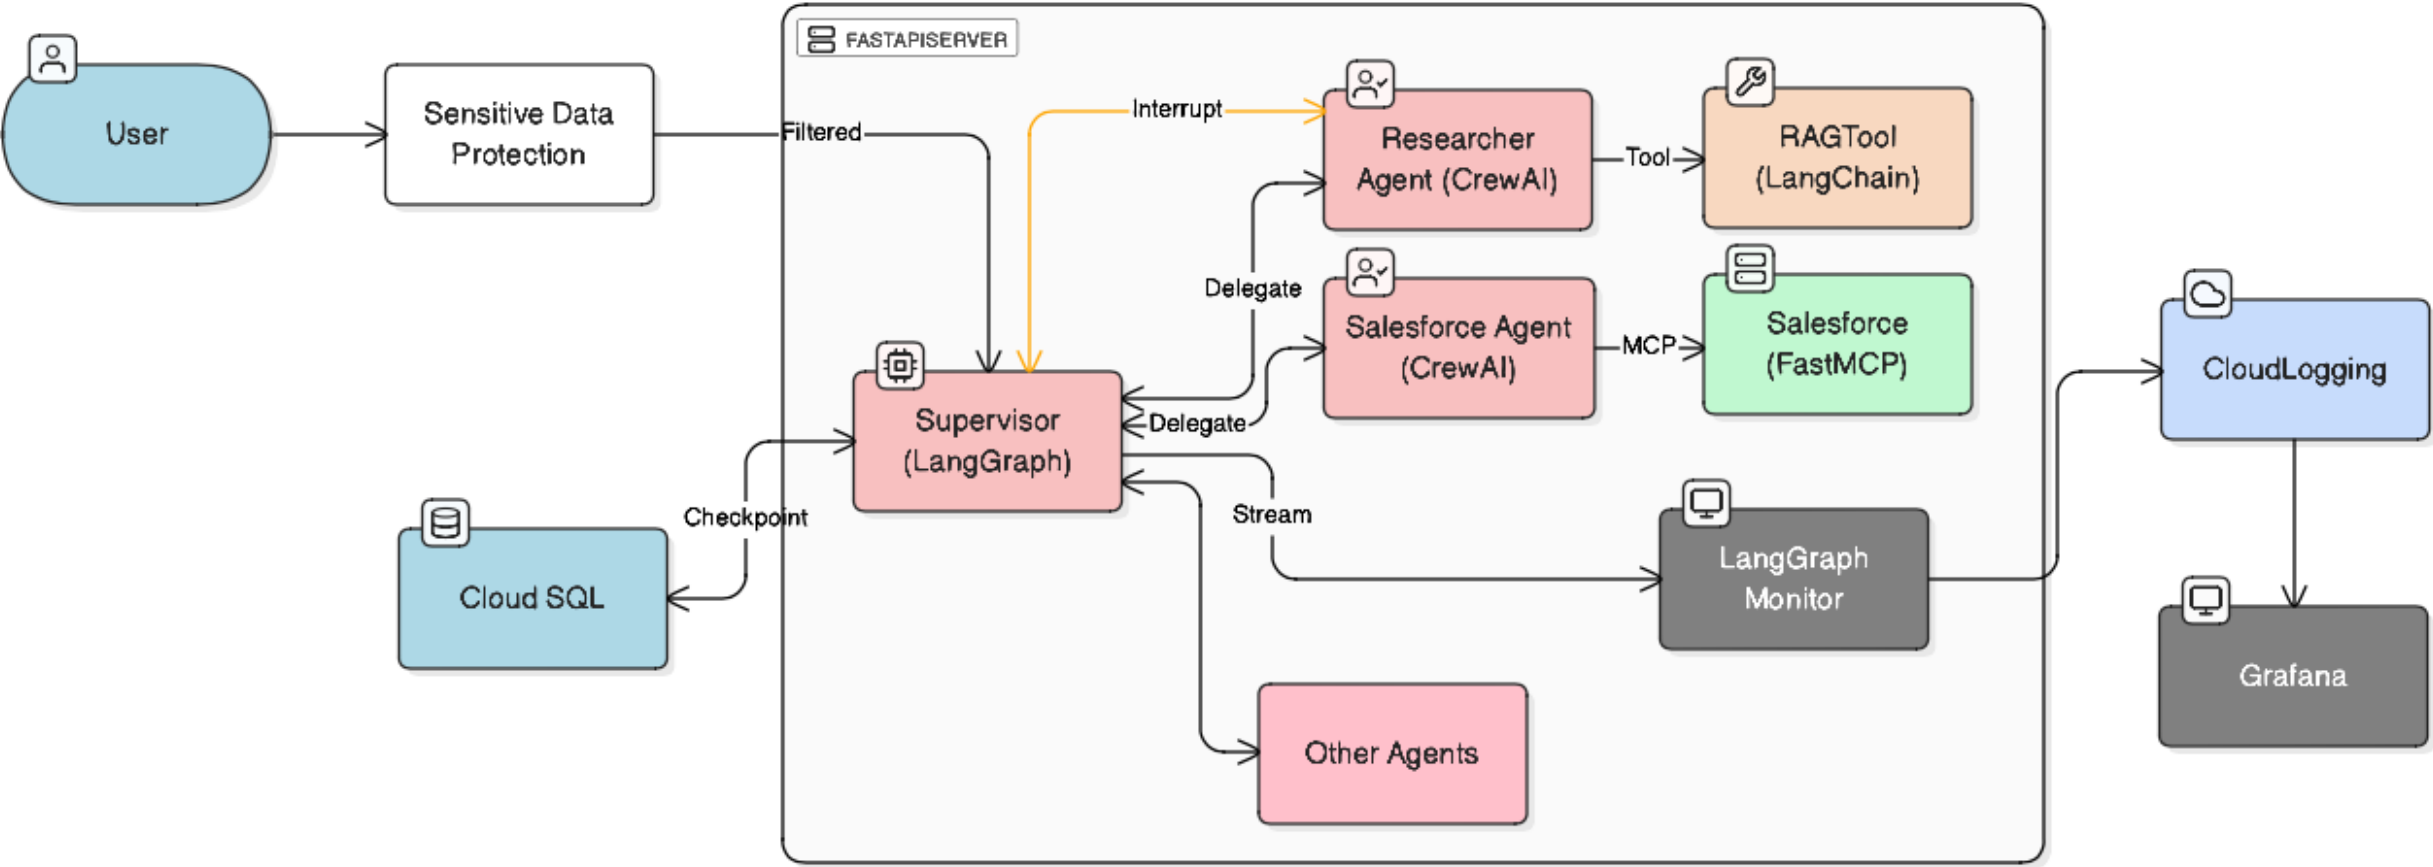 FASTAPISERVER
User
Sensitive Data
Protection
Filtered
Interrupt
Researcher
Agent (CrewAI)
Tool
RAGTool
(LangChain)
Delegate
Salesforce Agent
(CrewAI)
MCP
Salesforce
(FastMCP)
CloudLogging
Supervisor
(LangGraph)
Delegate
Checkpoint
Stream
Cloud SQL
LangGraph
Monitor
Grafana
Other Agents